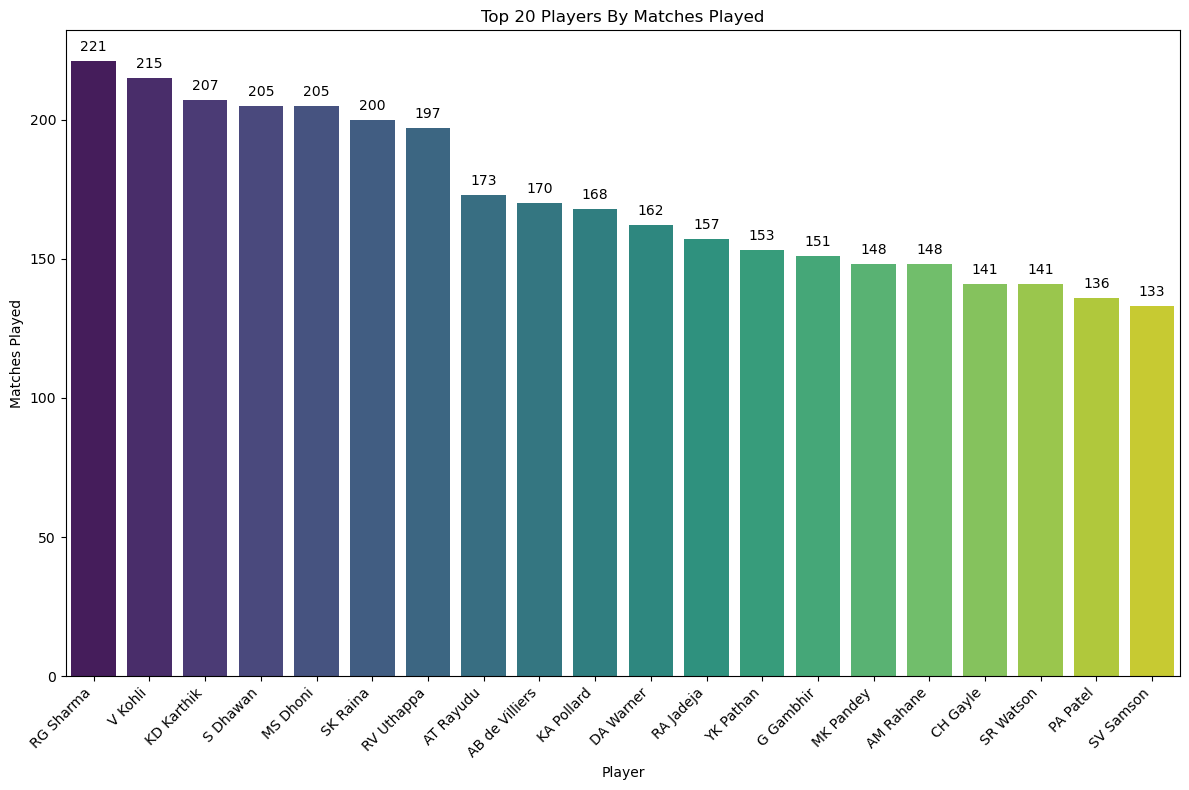 Top 20 Players By Matches Played
221
215
207
205
205
200
197
173
170
168
162
157
153
151
148
148
141
141
136
133
200
150
100
50
0
Matches Played
RG Sharma
V Kohli
KD Karthik
S Dhawan
MS Dhoni
SK Raina
RV Uthappa
AT Rayudu
AB de Villiers
KA Pollard
DA Warner
RA Jadeja
YK Pathan
G Gambhir
MK Pandey
AM Rahane
CH Gayle
SR Watson
PA Patel
SV Samson
Player